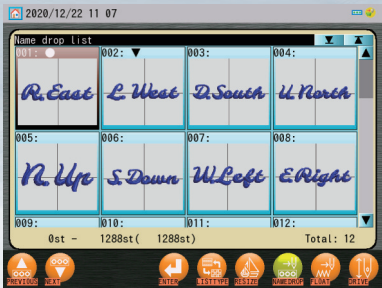 2020/12/22 11 07
Name drop list
001: 002: 003: 004:
R. East L. West D. South U. North
005: 006: 007: 008:
N. Up S. Down W. Left E. Right
009: 010: 011: 012:
0st - 1288st( 1288st) Total: 12
PREVIOUS NEXT ENTER LISTTYPE RESIZE NAMEDROP FLOAT DRIVE